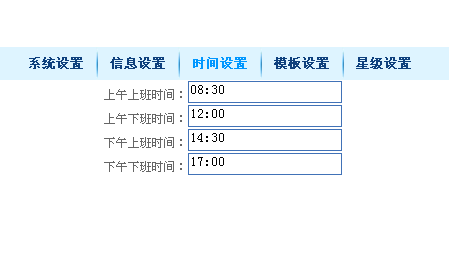 系统设置 信息设置 时间设置 模板设置 星级设置
上午上班时间： 08:30
上午下班时间： 12:00
下午上班时间： 14:30
下午下班时间： 17:00